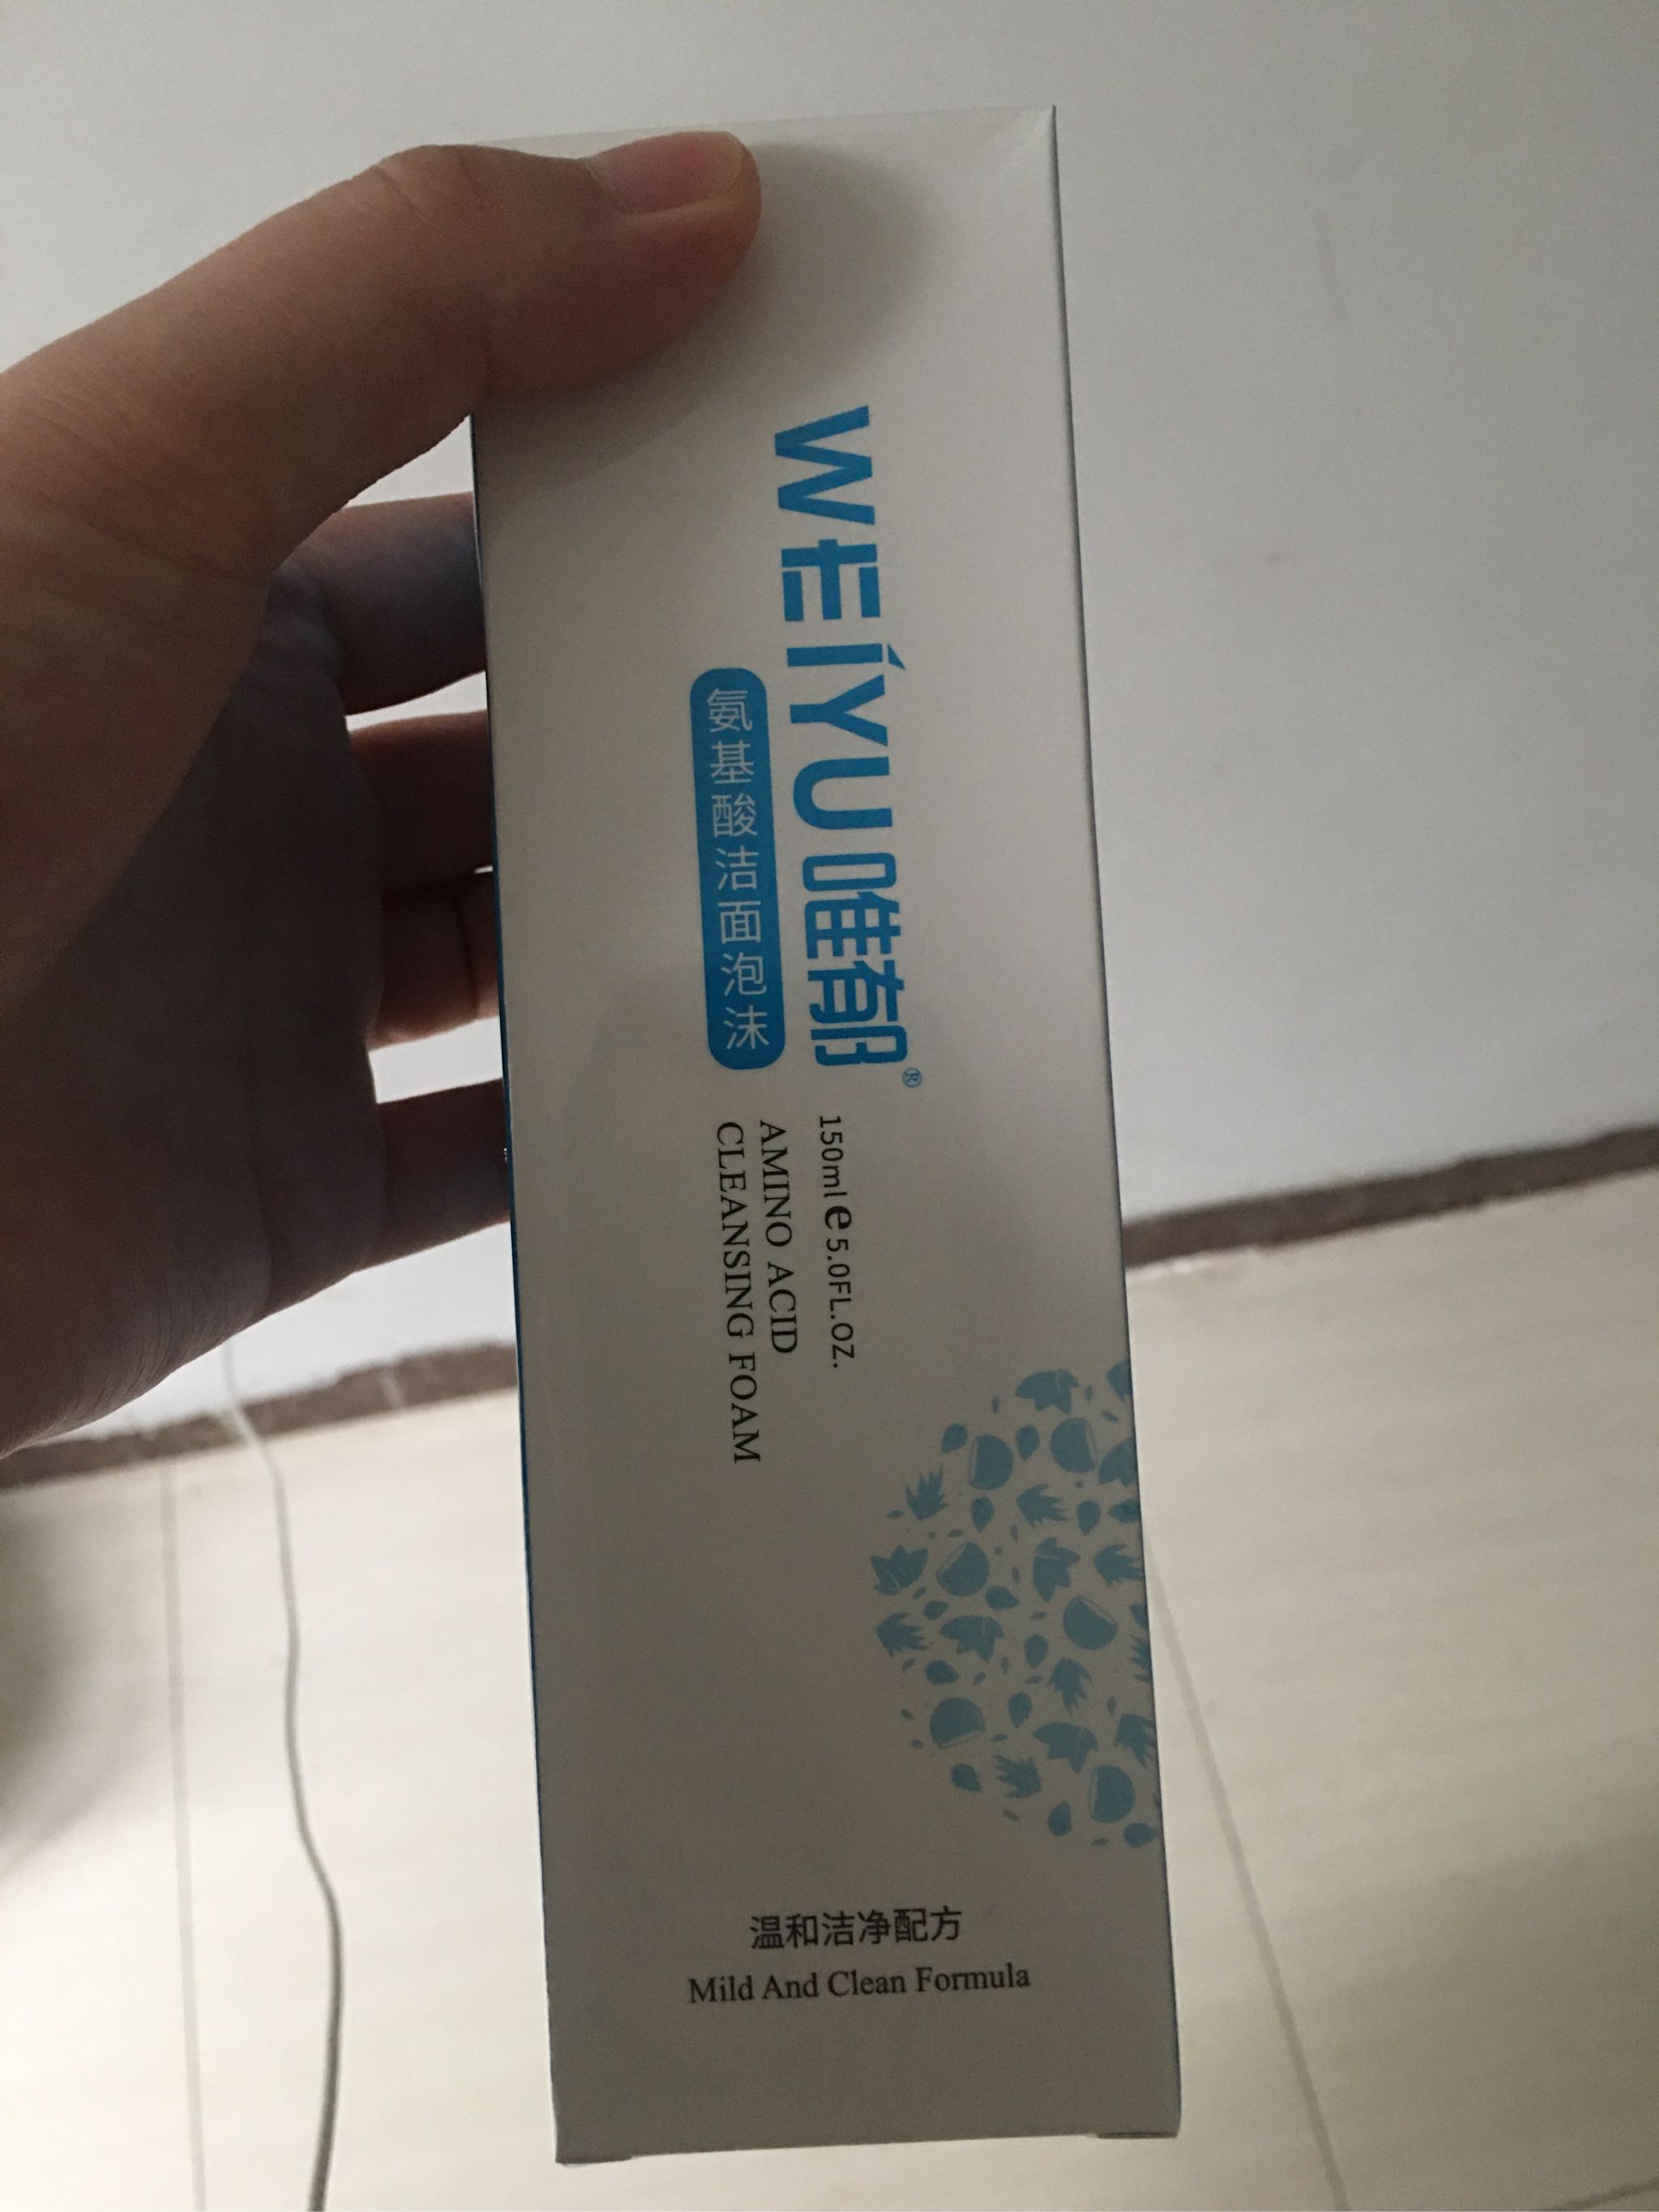 WEÍYU唯郁®
氨基酸洁面泡沫
150ml e 5.0FL.OZ.
AMINO ACID
CLEANSING FOAM
温和洁净配方
Mild And Clean Formula